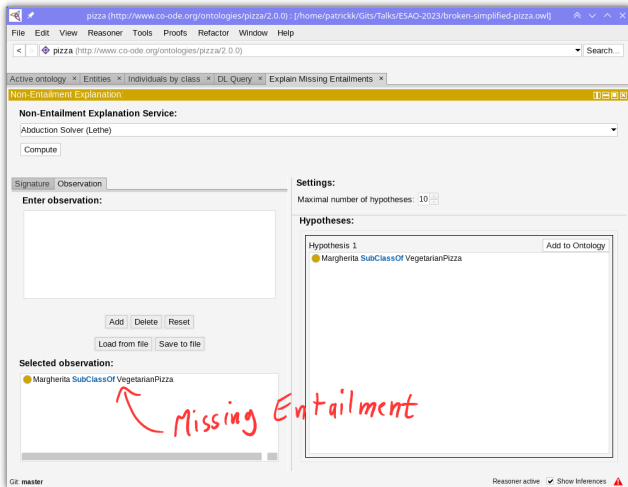 pizza (http://www.co-ode.org/ontologies/pizza/2.0.0) : [/home/patrickk/Gits/Talks/ESAO-2023/broken-simplified-pizza.owl]
File Edit View Reasoner Tools Proofs Refactor Window Help
< > pizza (http://www.co-ode.org/ontologies/pizza/2.0.0) Search...
Active ontology × Entities × Individuals by class × DL Query × Explain Missing Entailments ×
Non-Entailment Explanation:
Non-Entailment Explanation Service:
Abduction Solver (Lethe)
Compute
Signature Observation
Enter observation:
Add Delete Reset
Load from file Save to file
Selected observation:
Margherita SubClassOf VegetarianPizza
Missing Entailment
Settings:
Maximal number of hypotheses: 10
Hypotheses:
Hypothesis 1 Add to Ontology
Margherita SubClassOf VegetarianPizza
Git: master Reasoner active Show Inferences